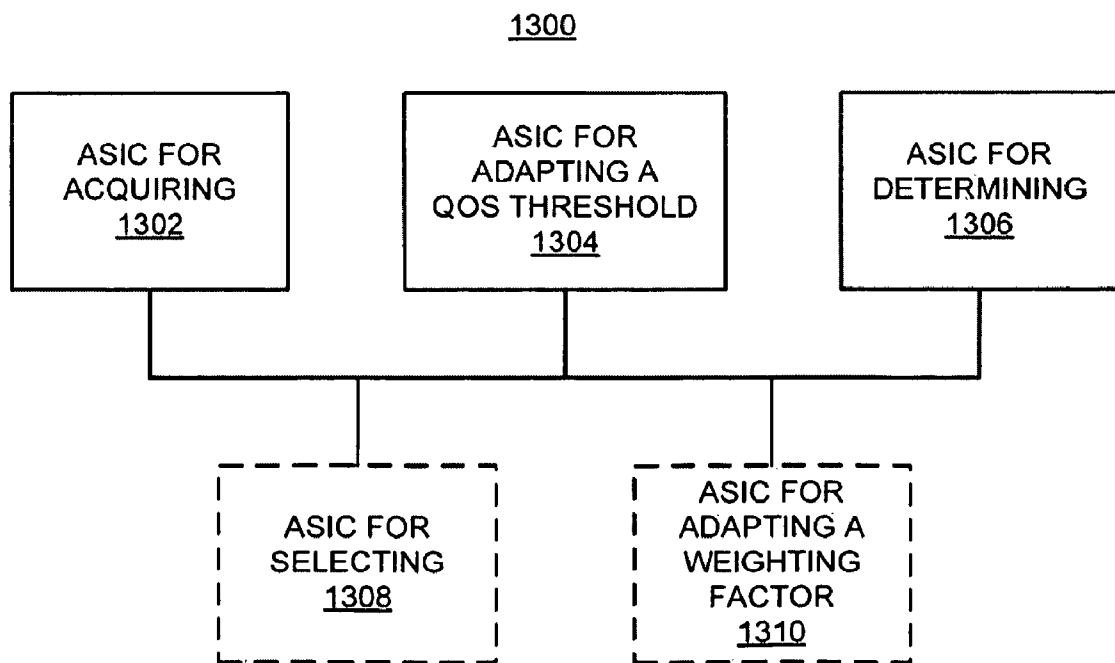 1300
ASIC FOR
ACQUIRING
1302
ASIC FOR
ADAPTING A
QOS THRESHOLD
1304
ASIC FOR
DETERMINING
1306
ASIC FOR
SELECTING
1308
ASIC FOR
ADAPTING A
WEIGHTING
FACTOR
1310